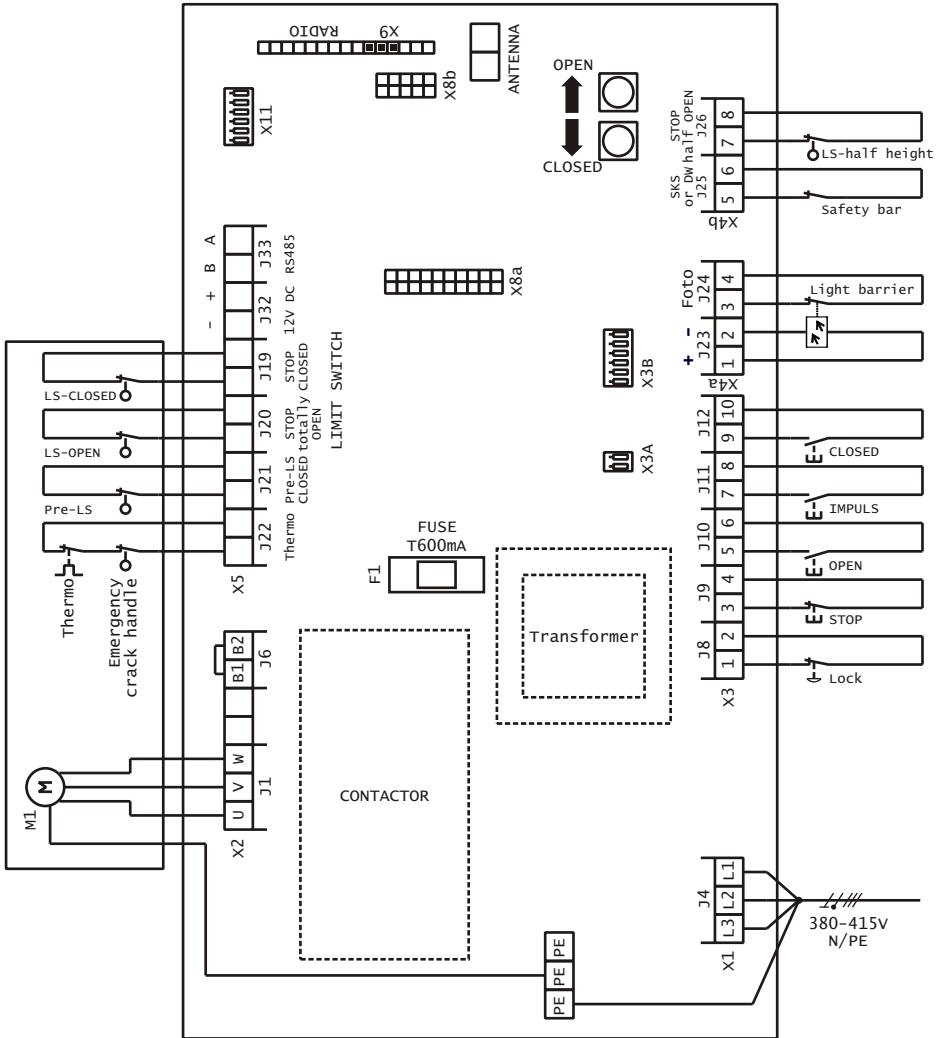 RADIO
X9
X8b
ANTENNA
X11
OPEN
CLOSED
STOP
half OPEN
J26
SKS
or DW
J25
8
7
6
5
X4b
LS-half height
Safety bar
A
B
+
-
J33
RS485
J32
12V DC
J19
STOP
totally CLOSED
J20
STOP
OPEN
J21
Pre-LS
CLOSED
J22
Thermo
LIMIT SWITCH
X5
LS-CLOSED
LS-OPEN
Pre-LS
Thermo
Emergency
crack handle
X8a
X3B
X3A
Foto
J24
J23
-
+
4
3
2
1
X4a
Light barrier
J12
J11
J10
J9
J8
10
9
8
7
6
5
4
3
2
1
X3
CLOSED
IMPULS
OPEN
STOP
Lock
FUSE
T600mA
F1
Transformer
CONTACTOR
B2
B1
J6
W
V
U
J1
X2
M
M1
J4
L1
L2
L3
X1
380-415V
N/PE
PE
PE
PE